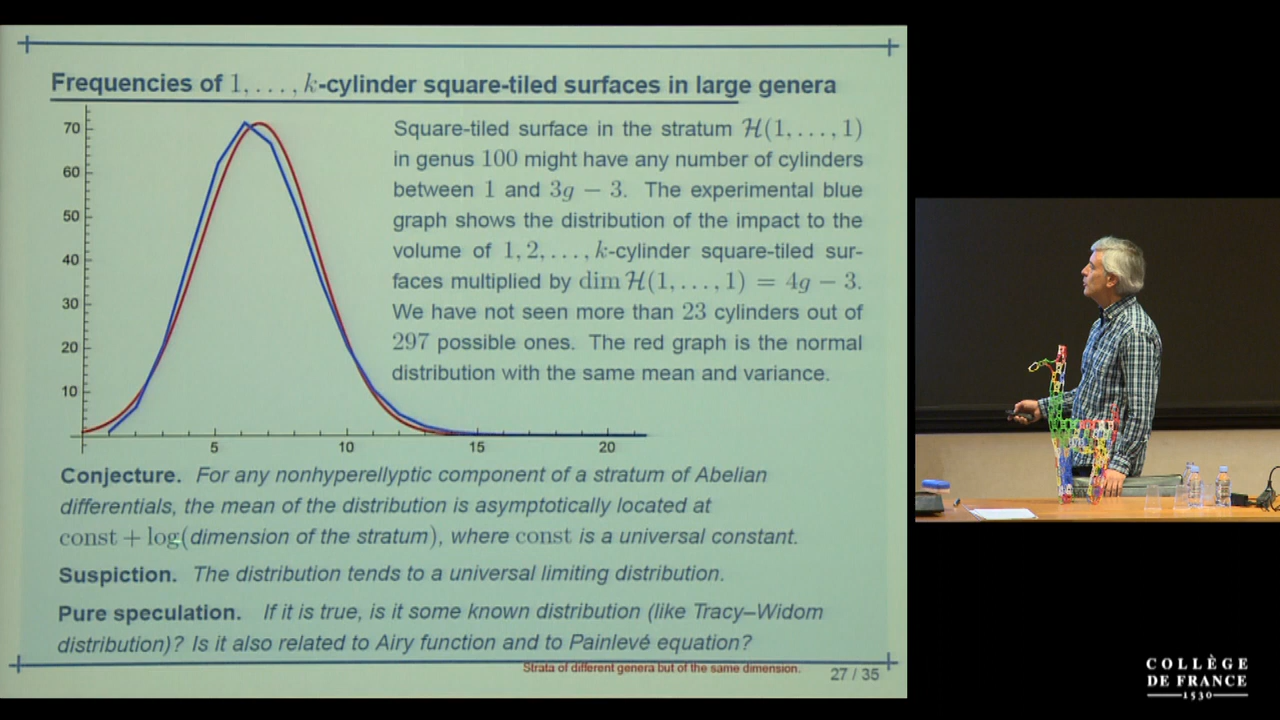 Frequencies of 1, . . . , k-cylinder square-tiled surfaces in large genera
70
60
50
40
30
20
10
5
10
15
20
Square-tiled surface in the stratum ℋ(1, . . . , 1)
in genus 100 might have any number of cylinders
between 1 and 3g − 3. The experimental blue
graph shows the distribution of the impact to the
volume of 1, 2, . . . , k-cylinder square-tiled sur-
faces multiplied by dim ℋ(1, . . . , 1) = 4g − 3.
We have not seen more than 23 cylinders out of
297 possible ones. The red graph is the normal
distribution with the same mean and variance.
Conjecture. For any nonhyperellyptic component of a stratum of Abelian
differentials, the mean of the distribution is asymptotically located at
const + log(dimension of the stratum), where const is a universal constant.
Suspicion. The distribution tends to a universal limiting distribution.
Pure speculation. If it is true, is it some known distribution (like Tracy–Widom
distribution)? Is it also related to Airy function and to Painlevé equation?
Strata of different genera but of the same dimension.
27 / 35
COLLÈGE
DE FRANCE
1530